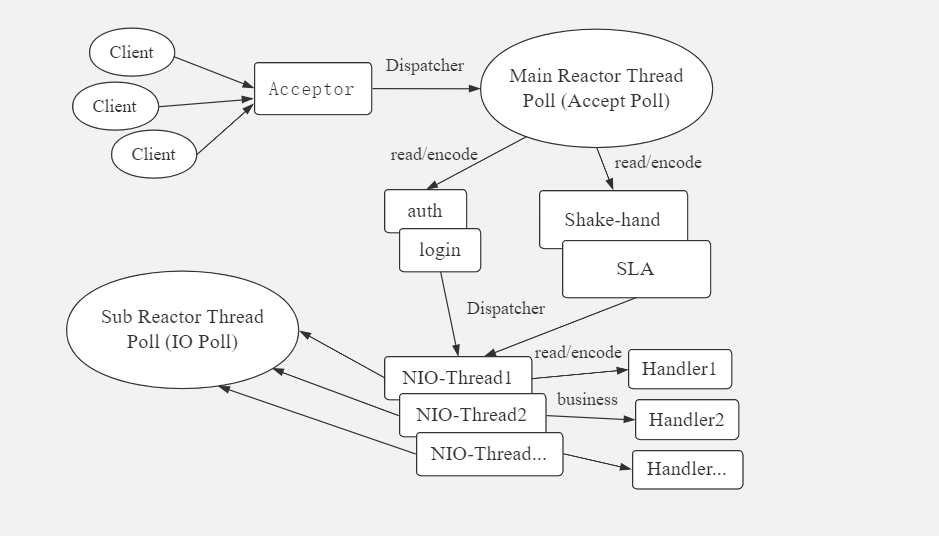 Client
Client
Client
Acceptor
Dispatcher
Main Reactor Thread
Poll (Accept Poll)
read/encode
read/encode
auth
login
Shake-hand
SLA
Dispatcher
Sub Reactor Thread
Poll (IO Poll)
NIO-Thread1
NIO-Thread2
NIO-Thread...
read/encode
business
Handler1
Handler2
Handler...